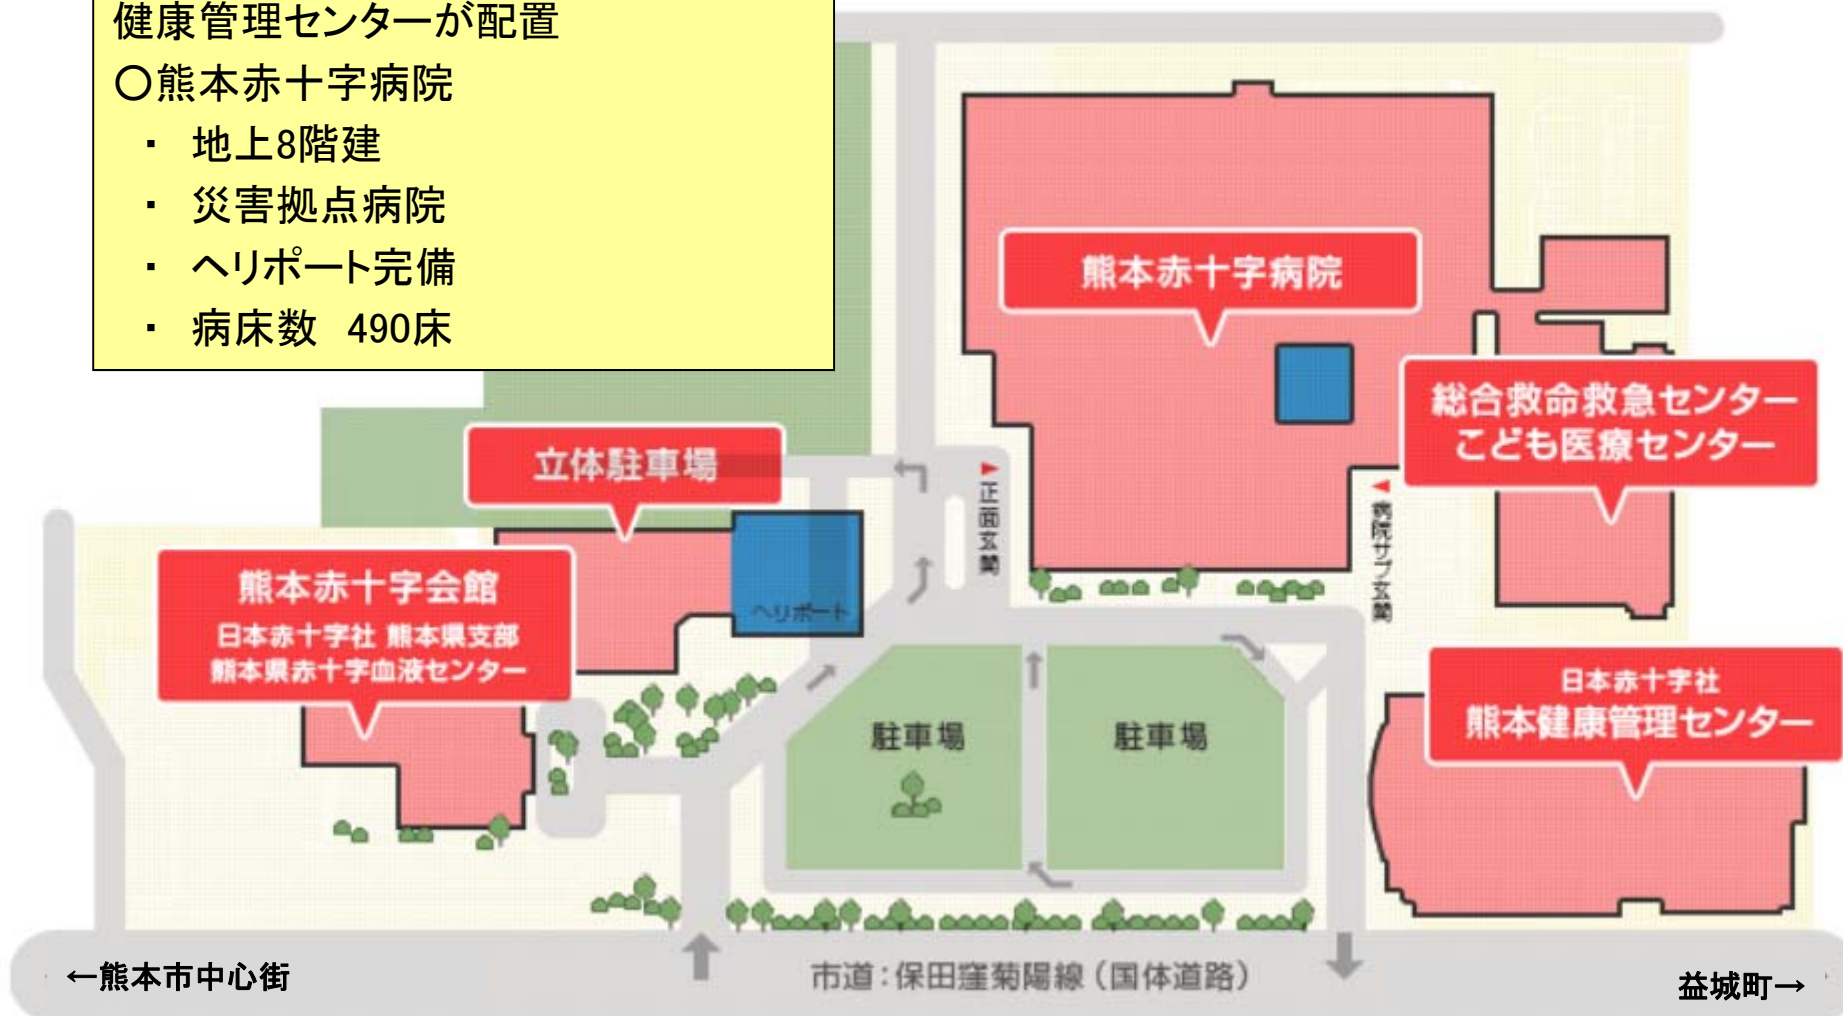 健康管理センターが配置
○熊本赤十字病院
・ 地上8階建
・ 災害拠点病院
・ ヘリポート完備
・ 病床数 490床
熊本赤十字病院
総合救命救急センター
こども医療センター
立体駐車場
正面玄関
病院サブ玄関
熊本赤十字会館
日本赤十字社 熊本県支部
熊本県赤十字血液センター
ヘリポート
日本赤十字社
熊本健康管理センター
駐車場
駐車場
←熊本市中心街
市道：保田窪菊陽線（国体道路）
益城町→